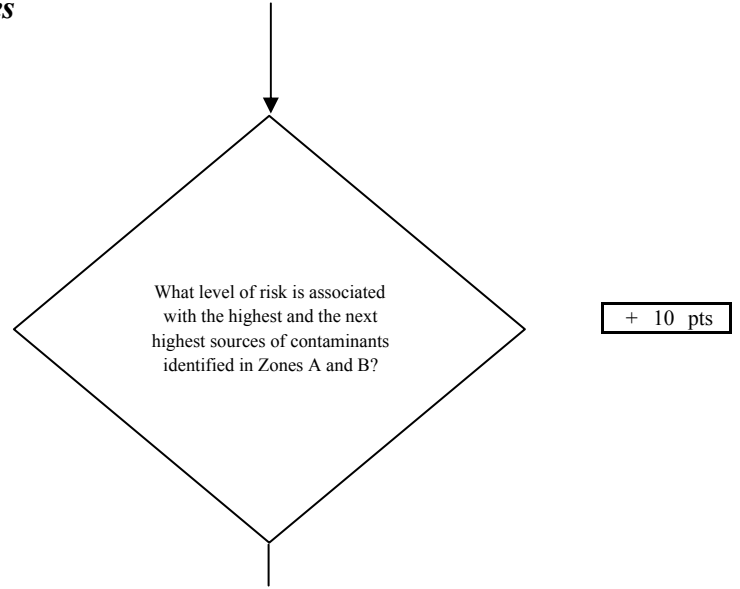 What level of risk is associated
with the highest and the next
highest sources of contaminants
identified in Zones A and B?
+ 10 pts